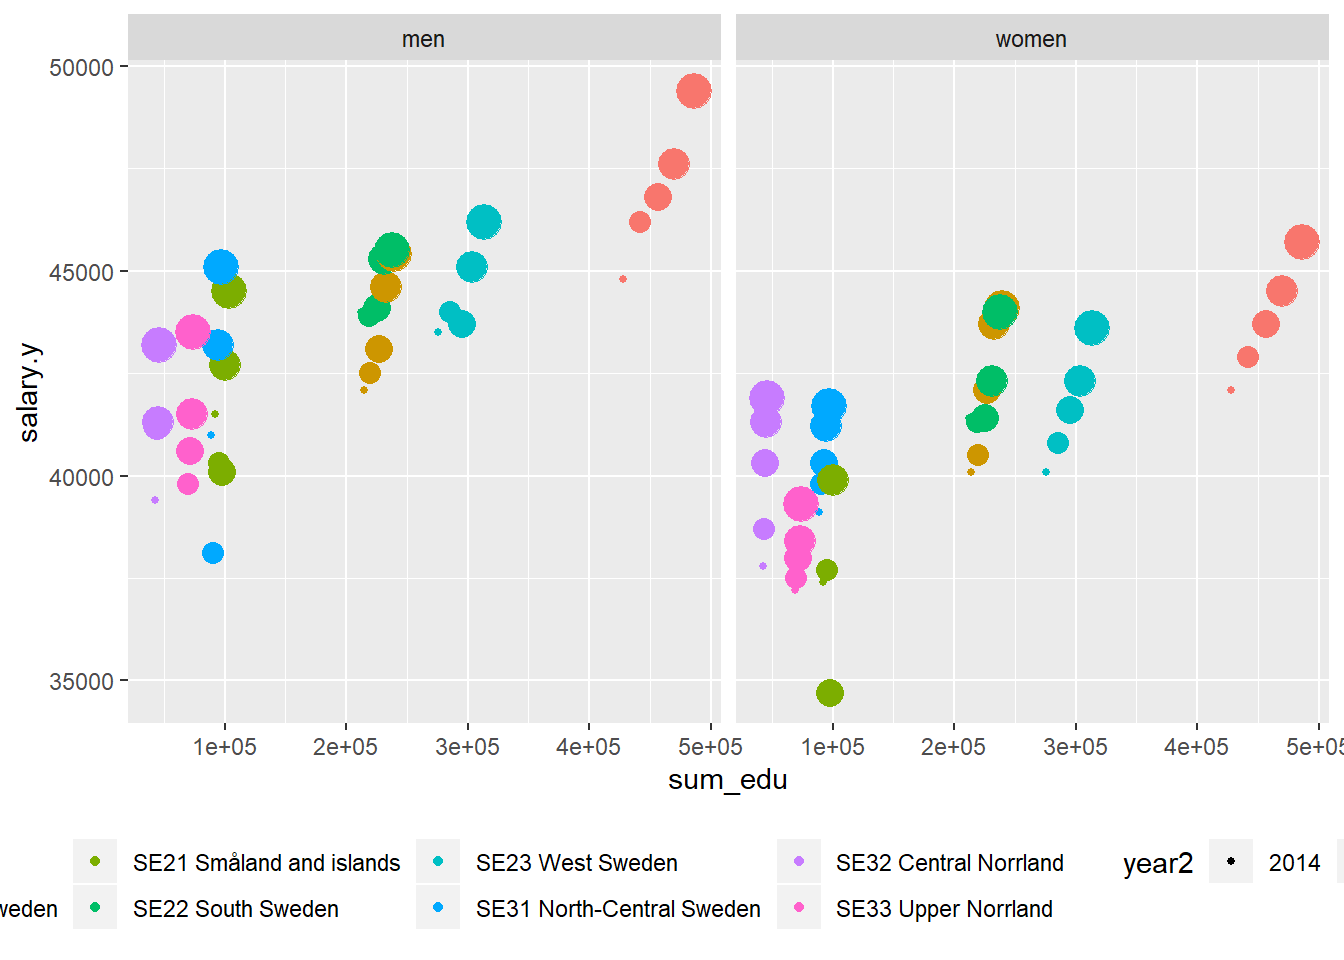 men women
50000
45000
40000
35000
1e+05 2e+05 3e+05 4e+05 5e+05 1e+05 2e+05 3e+05 4e+05
sum_edu
salary.y
SE21 Småland and islands SE23 West Sweden SE32 Central Norrland year2 2014
SE22 South Sweden SE31 North-Central Sweden SE33 Upper Norrland